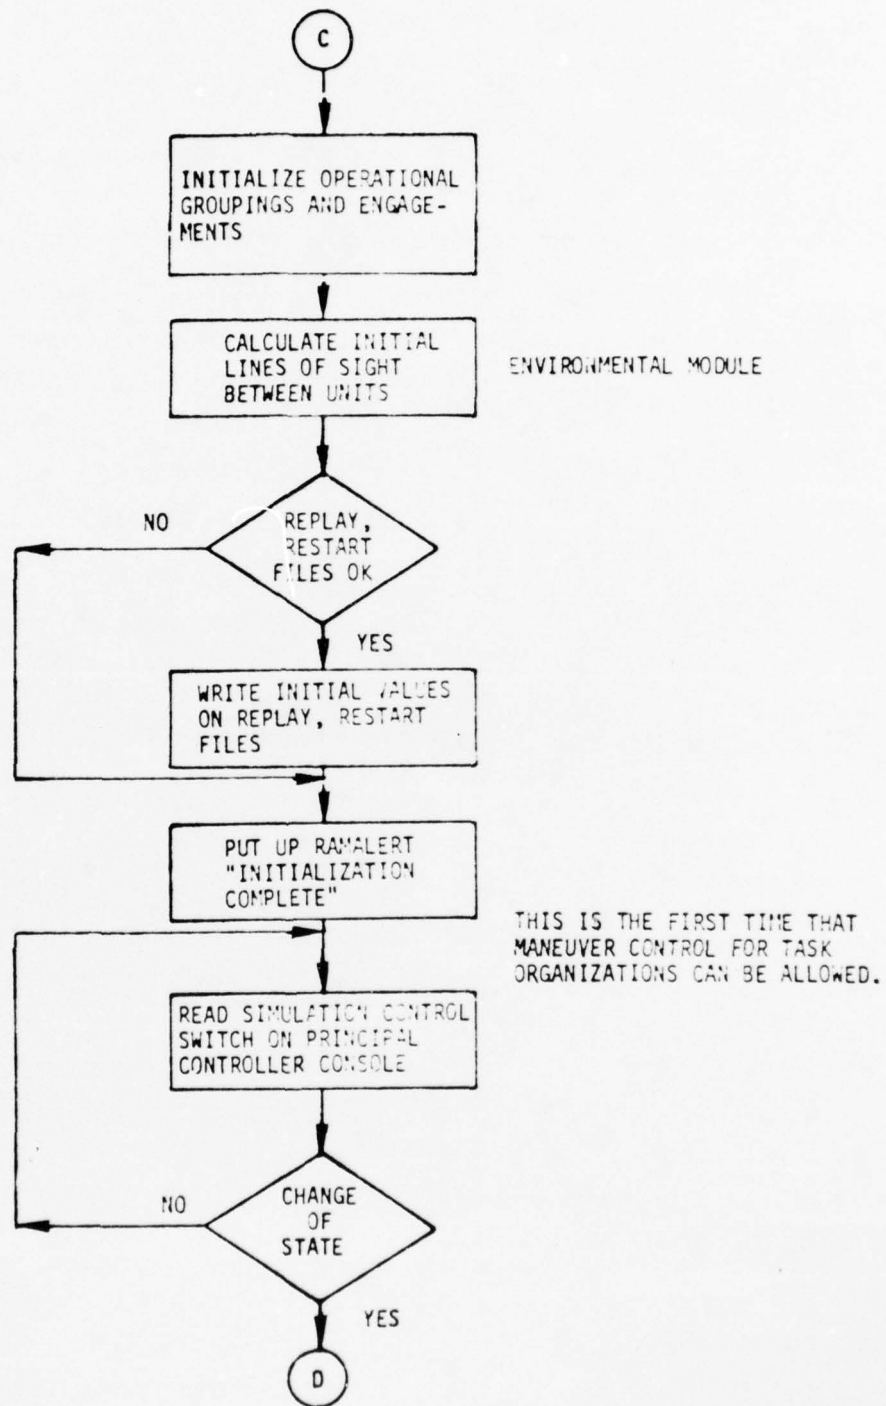 C
INITIALIZE OPERATIONAL
GROUPINGS AND ENGAGE-
MENTS
CALCULATE INITIAL
LINES OF SIGHT
BETWEEN UNITS
ENVIRONMENTAL MODULE
NO
REPLAY,
RESTART
FILES OK
YES
WRITE INITIAL VALUES
ON REPLAY, RESTART
FILES
PUT UP RAMALERT
"INITIALIZATION
COMPLETE"
THIS IS THE FIRST TIME THAT
MANEUVER CONTROL FOR TASK
ORGANIZATIONS CAN BE ALLOWED.
READ SIMULATION CONTROL
SWITCH ON PRINCIPAL
CONTROLLER CONSOLE
NO
CHANGE
OF
STATE
YES
D